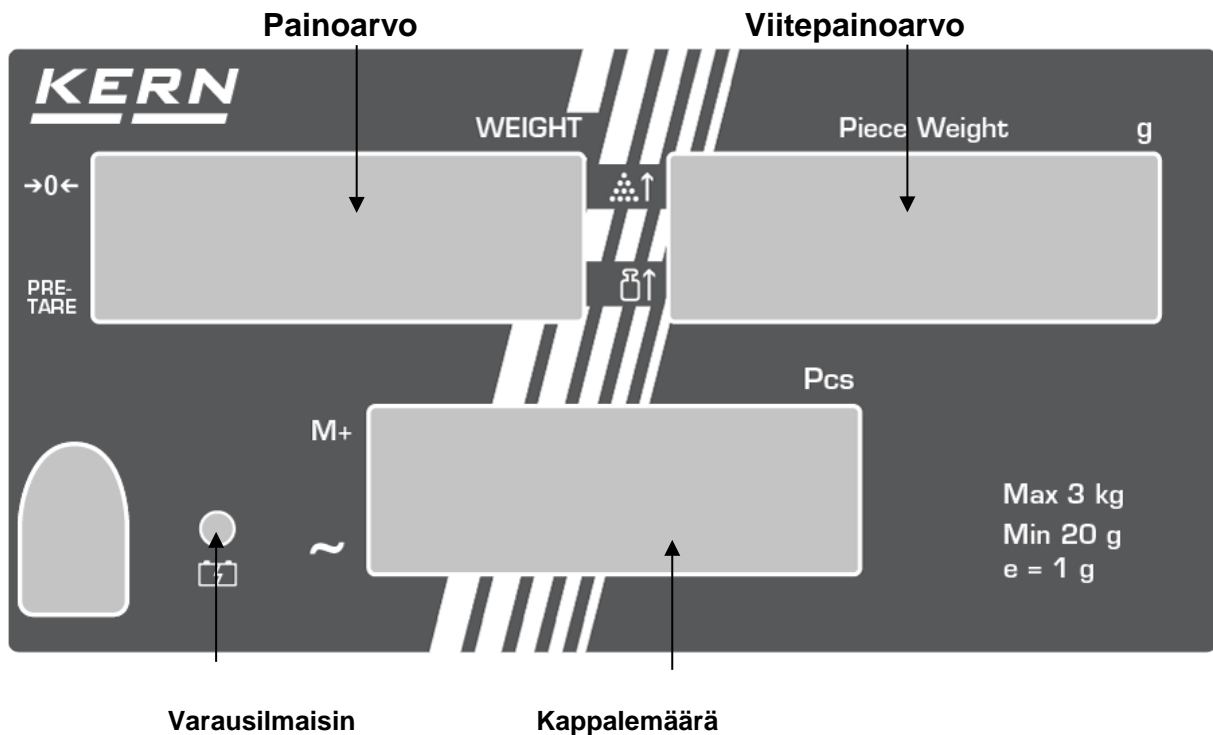 Painoarvo
Viitepainoarvo
KERN
WEIGHT
Piece Weight g
→0←
PRE-
TARE
Pcs
M+
~
Max 3 kg
Min 20 g
e = 1 g
Varausilmaisin
Kappalemäärä